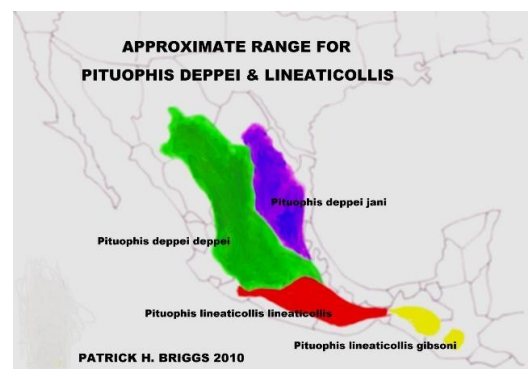 APPROXIMATE RANGE FOR
PITUOPHIS DEPPEI & LINEATICOLLIS
Pituophis deppei jani
Pituophis deppei deppei
Pituophis lineaticollis lineaticollis
Pituophis lineaticollis gibsoni
PATRICK H. BRIGGS 2010